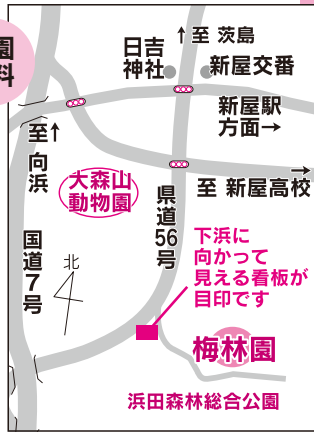 園
料
↑至 茨島
日吉
神社
新屋交番
新屋駅
方面→
至↑
向浜
大森山
動物園
→
至 新屋高校
県道56号
国道7号
北
下浜に
向かって
見える看板が
目印です
梅林園
浜田森林総合公園